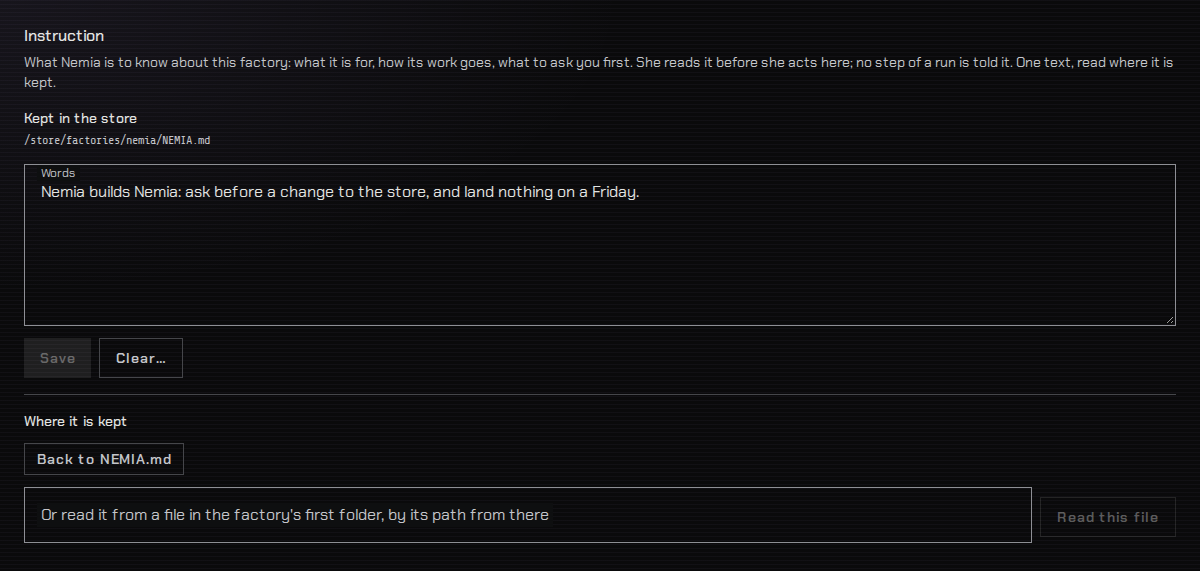 Instruction
What Nemia is to know about this factory: what it is for, how its work goes, what to ask you first. She reads it before she acts here; no step of a run is told it. One text, read where it is
kept.
Kept in the store
/store/factories/nemia/NEMIA.md
Words
Nemia builds Nemia: ask before a change to the store, and land nothing on a Friday.
Save
Clear…
Where it is kept
Back to NEMIA.md
Or read it from a file in the factory's first folder, by its path from there
Read this file